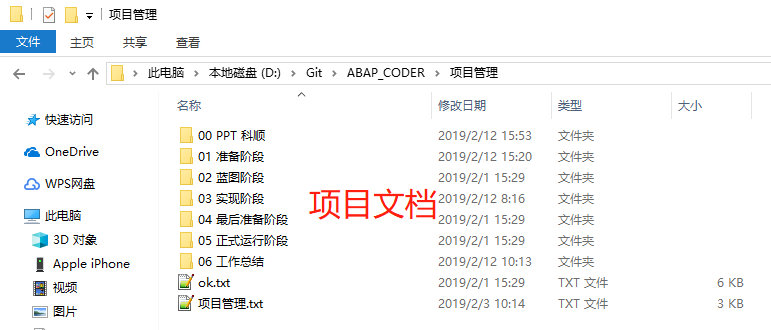 项目管理
文件 主页 共享 查看
此电脑 本地磁盘 (D:) Git ABAP_CODER 项目管理
名称 修改日期 类型 大小
快速访问
OneDrive
WPS网盘
此电脑
3D 对象
Apple iPhone
视频
图片
00 PPT 科顺 2019/2/12 15:53 文件夹
01 准备阶段 2019/2/12 15:20 文件夹
02 蓝图阶段 2019/2/1 15:29 文件夹
03 实现阶段 2019/2/12 8:16 文件夹
04 最后准备阶段 2019/2/1 15:29 文件夹
05 正式运行阶段 2019/2/1 15:29 文件夹
06 工作总结 2019/2/12 10:13 文件夹
ok.txt 2019/2/1 15:29 TXT 文件 6 KB
项目管理.txt 2019/2/3 10:14 TXT 文件 3 KB
项目文档